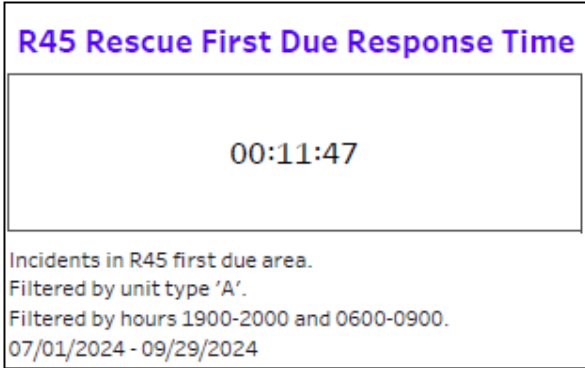 R45 Rescue First Due Response Time
00:11:47
Incidents in R45 first due area.
Filtered by unit type 'A'.
Filtered by hours 1900-2000 and 0600-0900.
07/01/2024 - 09/29/2024